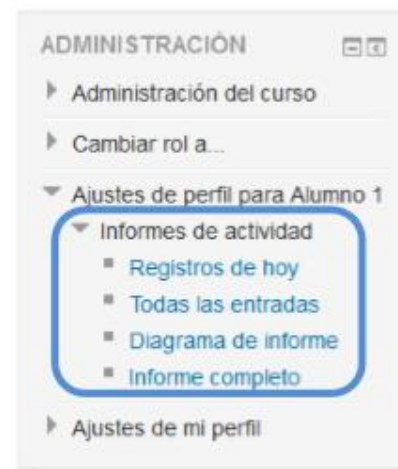 ADMINISTRACIÓN
Administración del curso
Cambiar rol a...
Ajustes de perfil para Alumno 1
Informes de actividad
Registros de hoy
Todas las entradas
Diagrama de informe
Informe completo
Ajustes de mi perfil